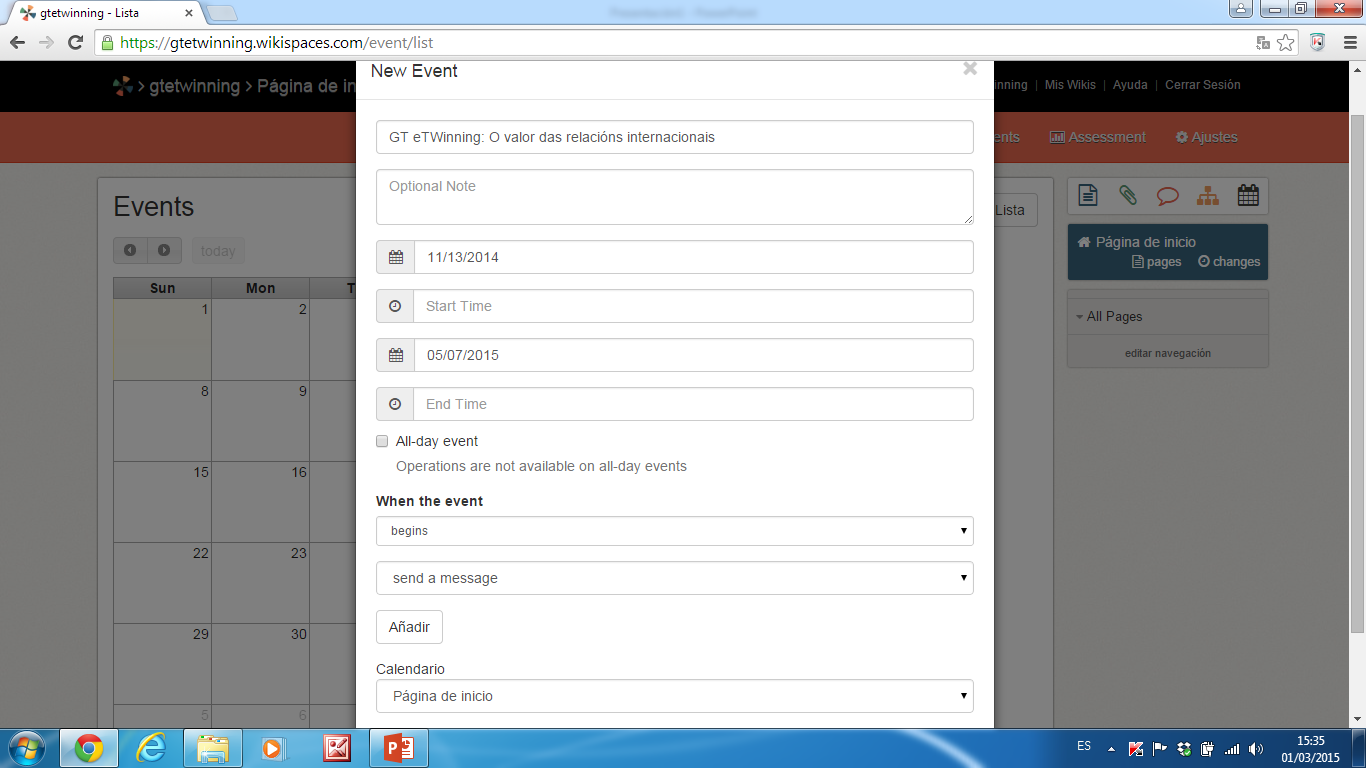 gtetwinning - Lista
https://gtetwinning.wikispaces.com/event/list
gtetwinning
Página de in
inning
Mis Wikis
Ayuda
Cerrar Sesión
ents
Assessment
Ajustes
New Event
GT eTWinning: O valor das relacións internacionais
Optional Note
11/13/2014
Start Time
05/07/2015
End Time
All-day event
Operations are not available on all-day events
When the event
begins
send a message
Añadir
Calendario
Página de inicio
Events
Lista
today
Sun Mon T
1 2
8 9
15 16
22 23
29 30
5 6
Página de inicio
pages changes
All Pages
editar navegación
ES
15:35
01/03/2015